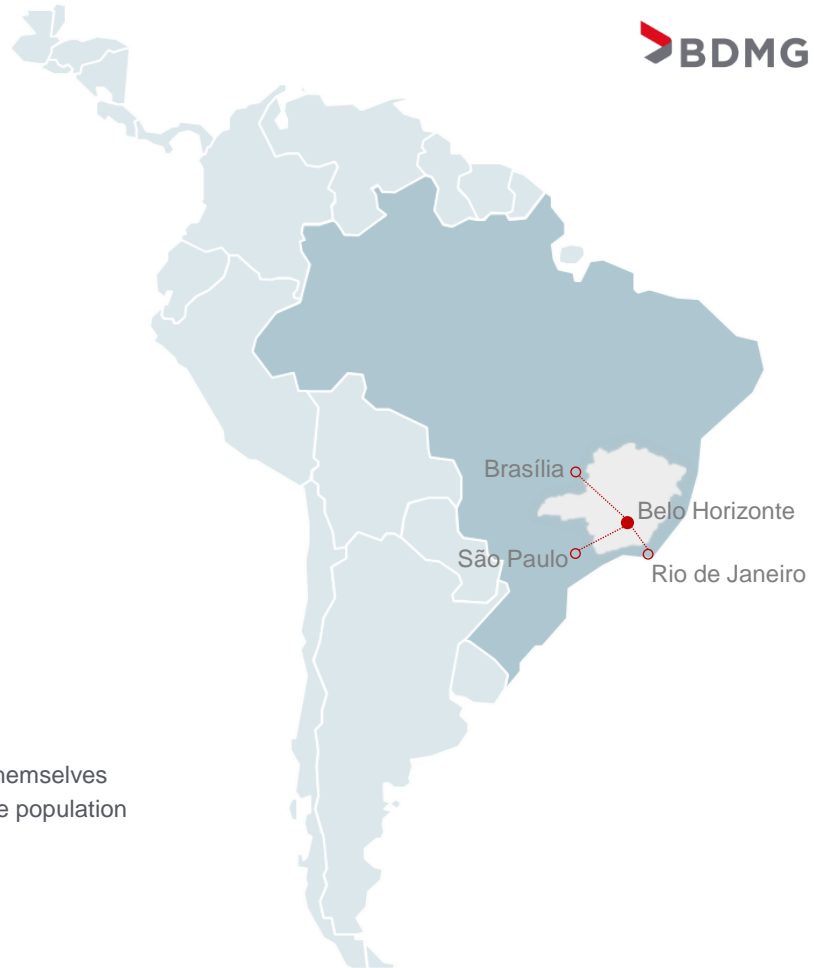 BDMG
Brasília
Belo Horizonte
São Paulo
Rio de Janeiro
hemselves
e population